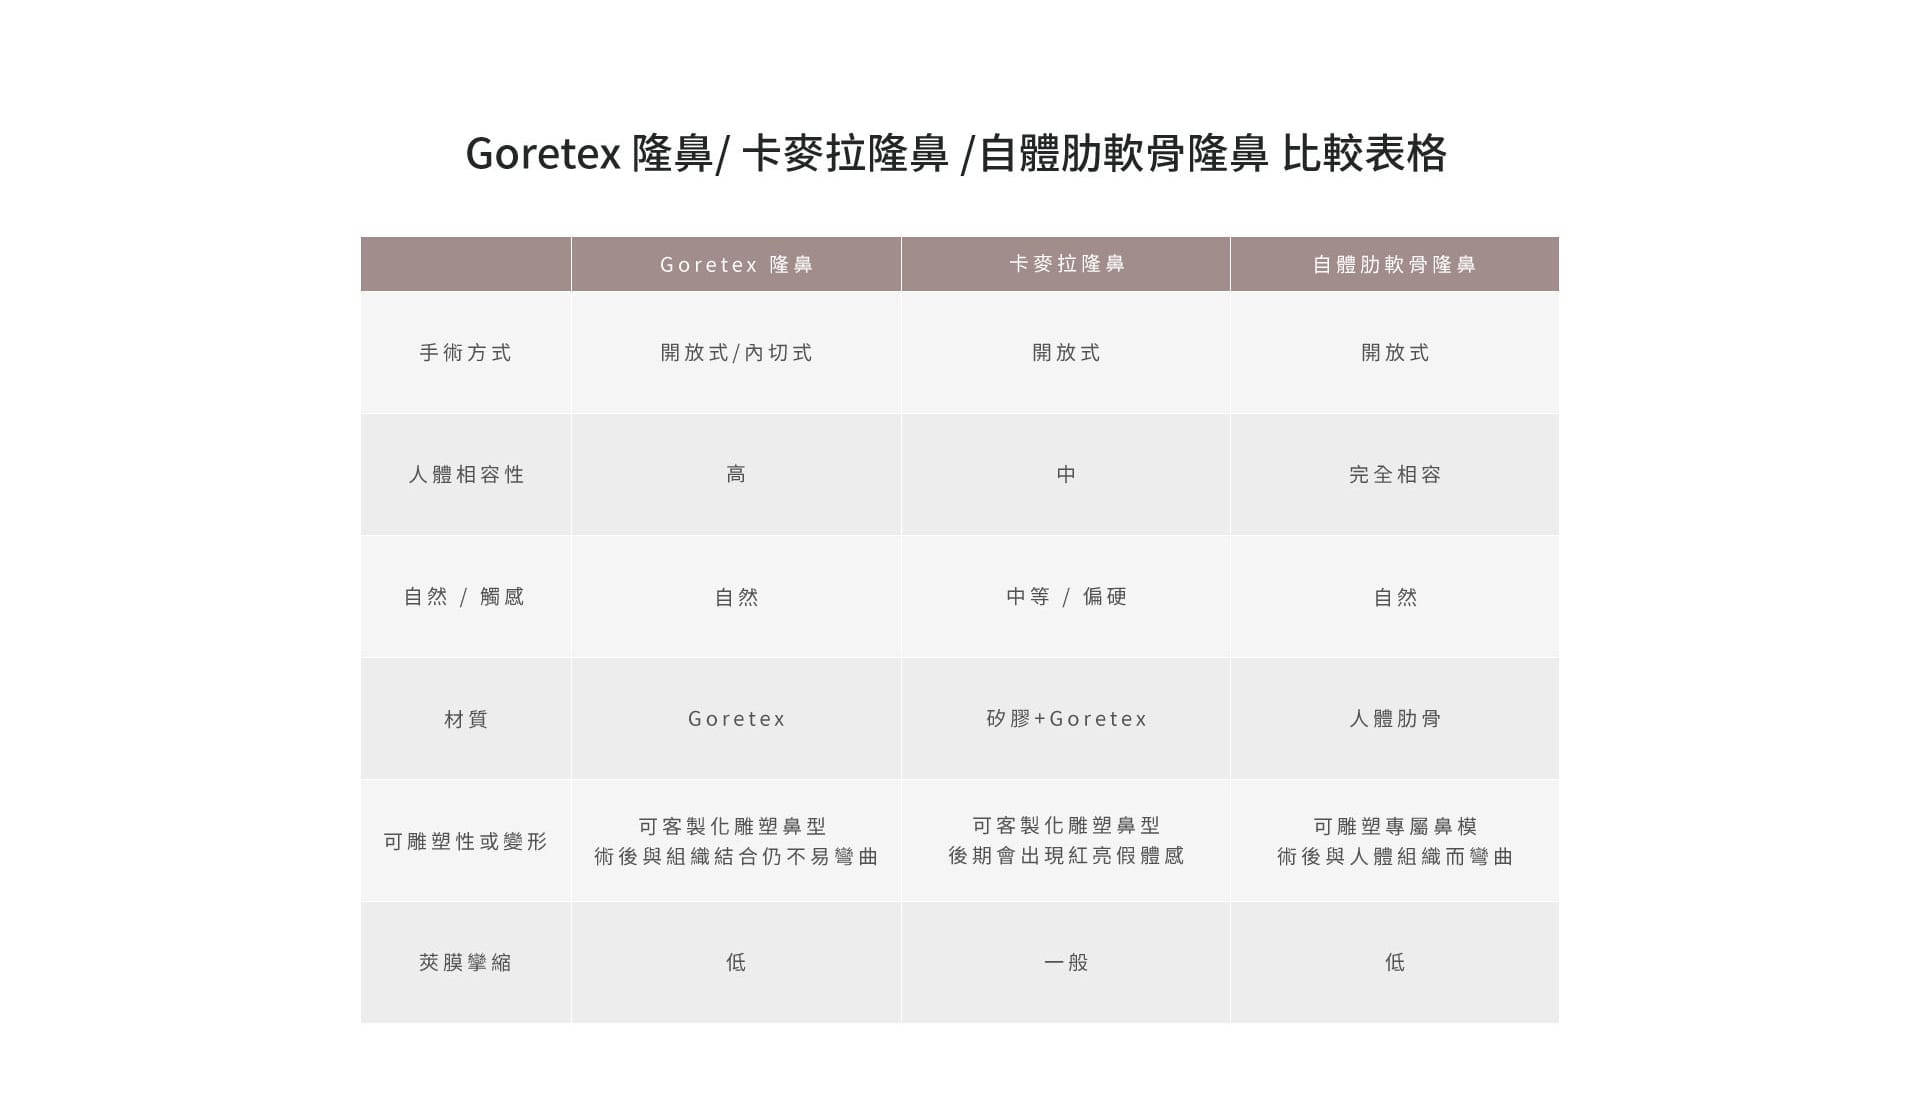 Goretex 隆鼻/ 卡麥拉隆鼻 /自體肋軟骨隆鼻 比較表格
Goretex 隆鼻
卡麥拉隆鼻
自體肋軟骨隆鼻
手術方式
開放式/內切式
開放式
開放式
人體相容性
高
中
完全相容
自然 / 觸感
自然
中等 / 偏硬
自然
材質
Goretex
矽膠+Goretex
人體肋骨
可雕塑性或變形
可客製化雕塑鼻型
術後與組織結合仍不易彎曲
可客製化雕塑鼻型
後期會出現紅亮假體感
可雕塑專屬鼻模
術後與人體組織而彎曲
莢膜攣縮
低
一般
低